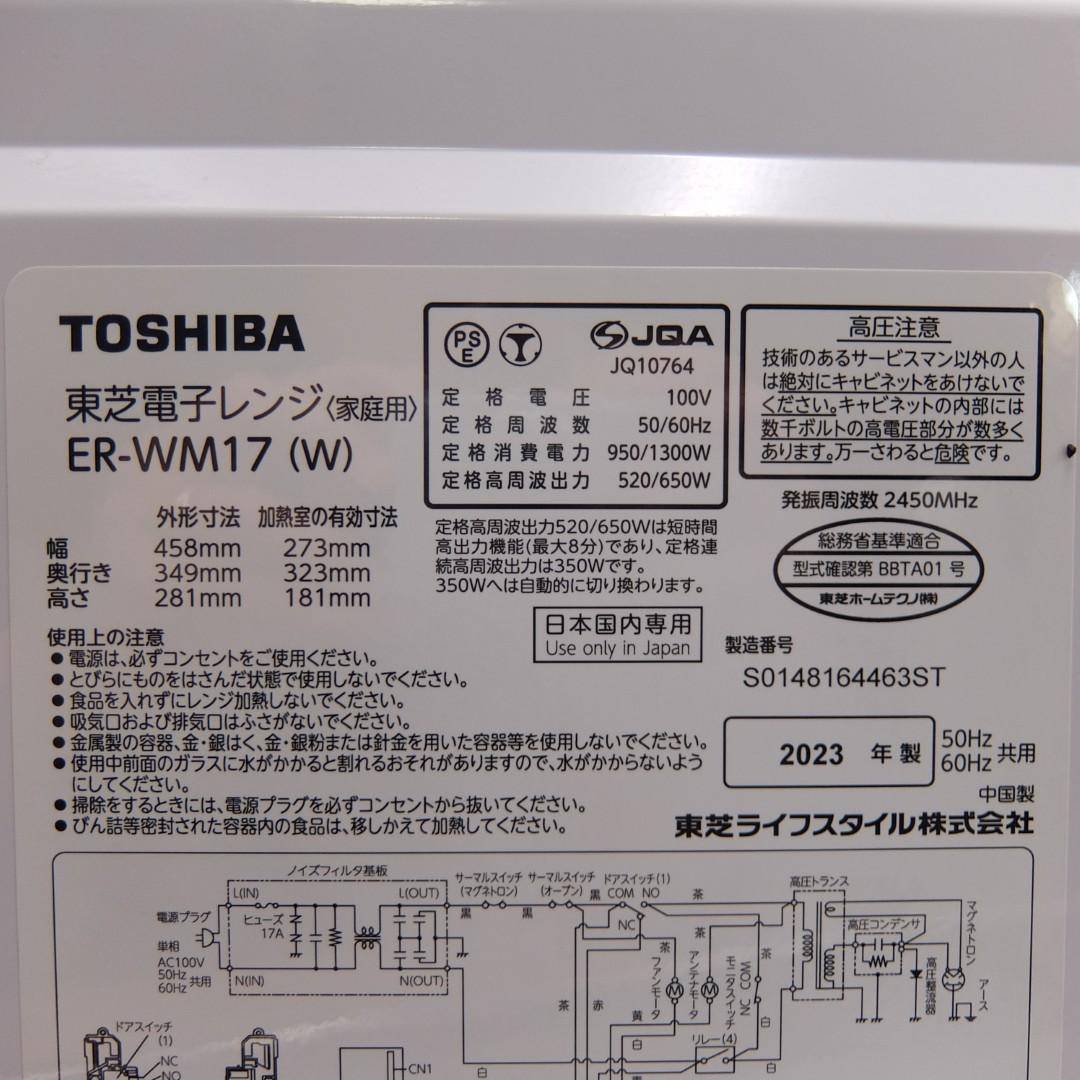 TOSHIBA
東芝電子レンジ〈家庭用〉
ER-WM17 (W)
外形寸法 加熱室の有効寸法
幅 458mm 273mm
奥行き 349mm 323mm
高さ 281mm 181mm
PSE
JQA
JQ10764
定格電圧 100V
定格周波数 50/60Hz
定格消費電力 950/1300W
定格高周波出力 520/650W
定格高周波出力520/650Wは短時間
高出力機能(最大8分)であり、定格連
続高周波出力は350Wです。
350Wへは自動的に切り換わります。
日本国内専用
Use only in Japan
高圧注意
技術のあるサービスマン以外の人
は絶対にキャビネットをあけないで
ください。キャビネットの内部には
数千ボルトの高電圧部分が数多く
あります。万一さわると危険です。
発振周波数 2450MHz
総務省基準適合
型式確認第 BBTA01 号
東芝ホームテクノ(株)
製造番号
S0148164463ST
2023 年製
50Hz
60Hz 共用
中国製
東芝ライフスタイル株式会社
使用上の注意
● 電源は、必ずコンセントをご使用ください。
● とびらにものをはさんだ状態で使用しないでください。
● 食品を入れずにレンジ加熱しないでください。
● 吸気口および排気口はふさがないでください。
● 金属製の容器、金・銀はく、金・銀粉または針金を用いた容器等を使用しないでください。
● 使用中前面のガラスに水がかかると割れるおそれがありますので、水がかからないよう
にしてください。
● 掃除をするときには、電源プラグを必ずコンセントから抜いてください。
● びん詰等密封された容器内の食品は、移しかえて加熱してください。
ノイズフィルタ基板
L(IN)
L(OUT)
ヒューズ
17A
N(IN)
N(OUT)
電源プラグ
単相
AC100V
50Hz
60Hz 共用
サーマルスイッチ
(マグネトロン)
サーマルスイッチ
(オーブン)
ドアスイッチ(1)
黒
黒
黒
COM NO
NC
茶
茶
茶
茶
茶
赤
黄
白
白
白
白
ファンモータ
アンテナモータ
M
M
モニタスイッチ
NC COM
リレー(4)
高圧トランス
高圧コンデンサ
マグネトロン
高圧整流器
アース
ドアスイッチ
(1)
NC
NO
CN1